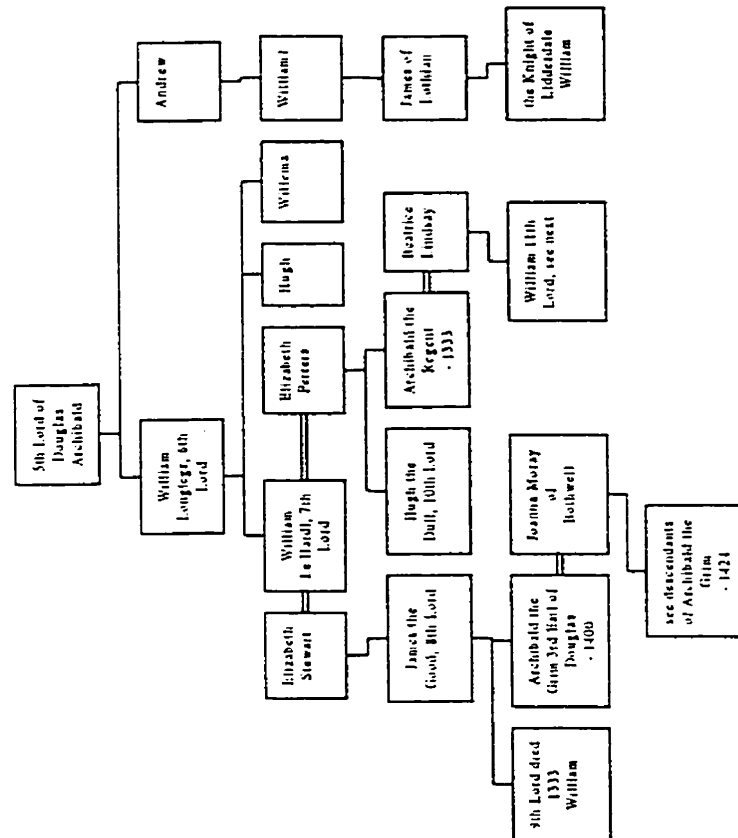 5th Lord of
Douglas
Archibald
William
Longlegs, 6th
Lord
Andrew
Elizabeth
Stewart
William
Le Hardi, 7th
Lord
Elizabeth
Ferrers
Hugh
Willelma
William
James the
Good, 8th Lord
Hugh the
Dull, 10th Lord
Archibald the
Regent
- 1333
Beatrice
Lindsay
James of
Lothian
9th Lord died
1333
William
Archibald the
Grim 3rd Earl of
Douglas
- 1400
Joanna Moray
of
Bothwell
William 11th
Lord, see next
the Knight of
Lidderdale
William
see descendants
of Archibald the
Grim
- 1424